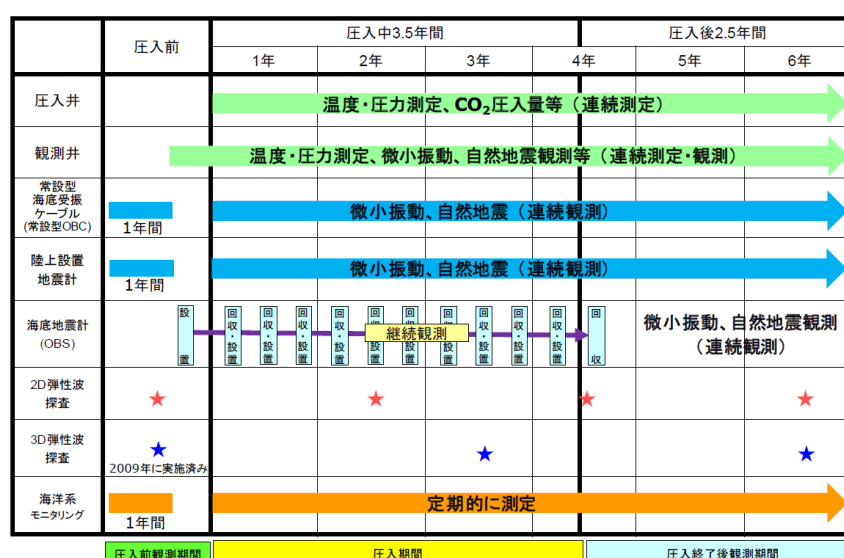 圧入前
圧入中3.5年間
圧入後2.5年間
1年
2年
3年
4年
5年
6年
圧入井
温度・圧力測定、CO₂圧入量等（連続測定）
観測井
温度・圧力測定、微小振動、自然地震観測等（連続測定・観測）
常設型
海底受振
ケーブル
(常設型OBC)
1年間
微小振動、自然地震（連続観測）
陸上設置
地震計
1年間
微小振動、自然地震（連続観測）
海底地震計
(OBS)
設置
回収・設置
回収・設置
回収・設置
回収・設置
回収・設置
回収・設置
回収・設置
回収・設置
回収・設置
回収・設置
回収
継続観測
微小振動、自然地震観測
（連続観測）
2D弾性波
探査
3D弾性波
探査
2009年に実施済み
海洋系
モニタリング
1年間
定期的に測定
圧入前観測期間
圧入期間
圧入終了後観測期間